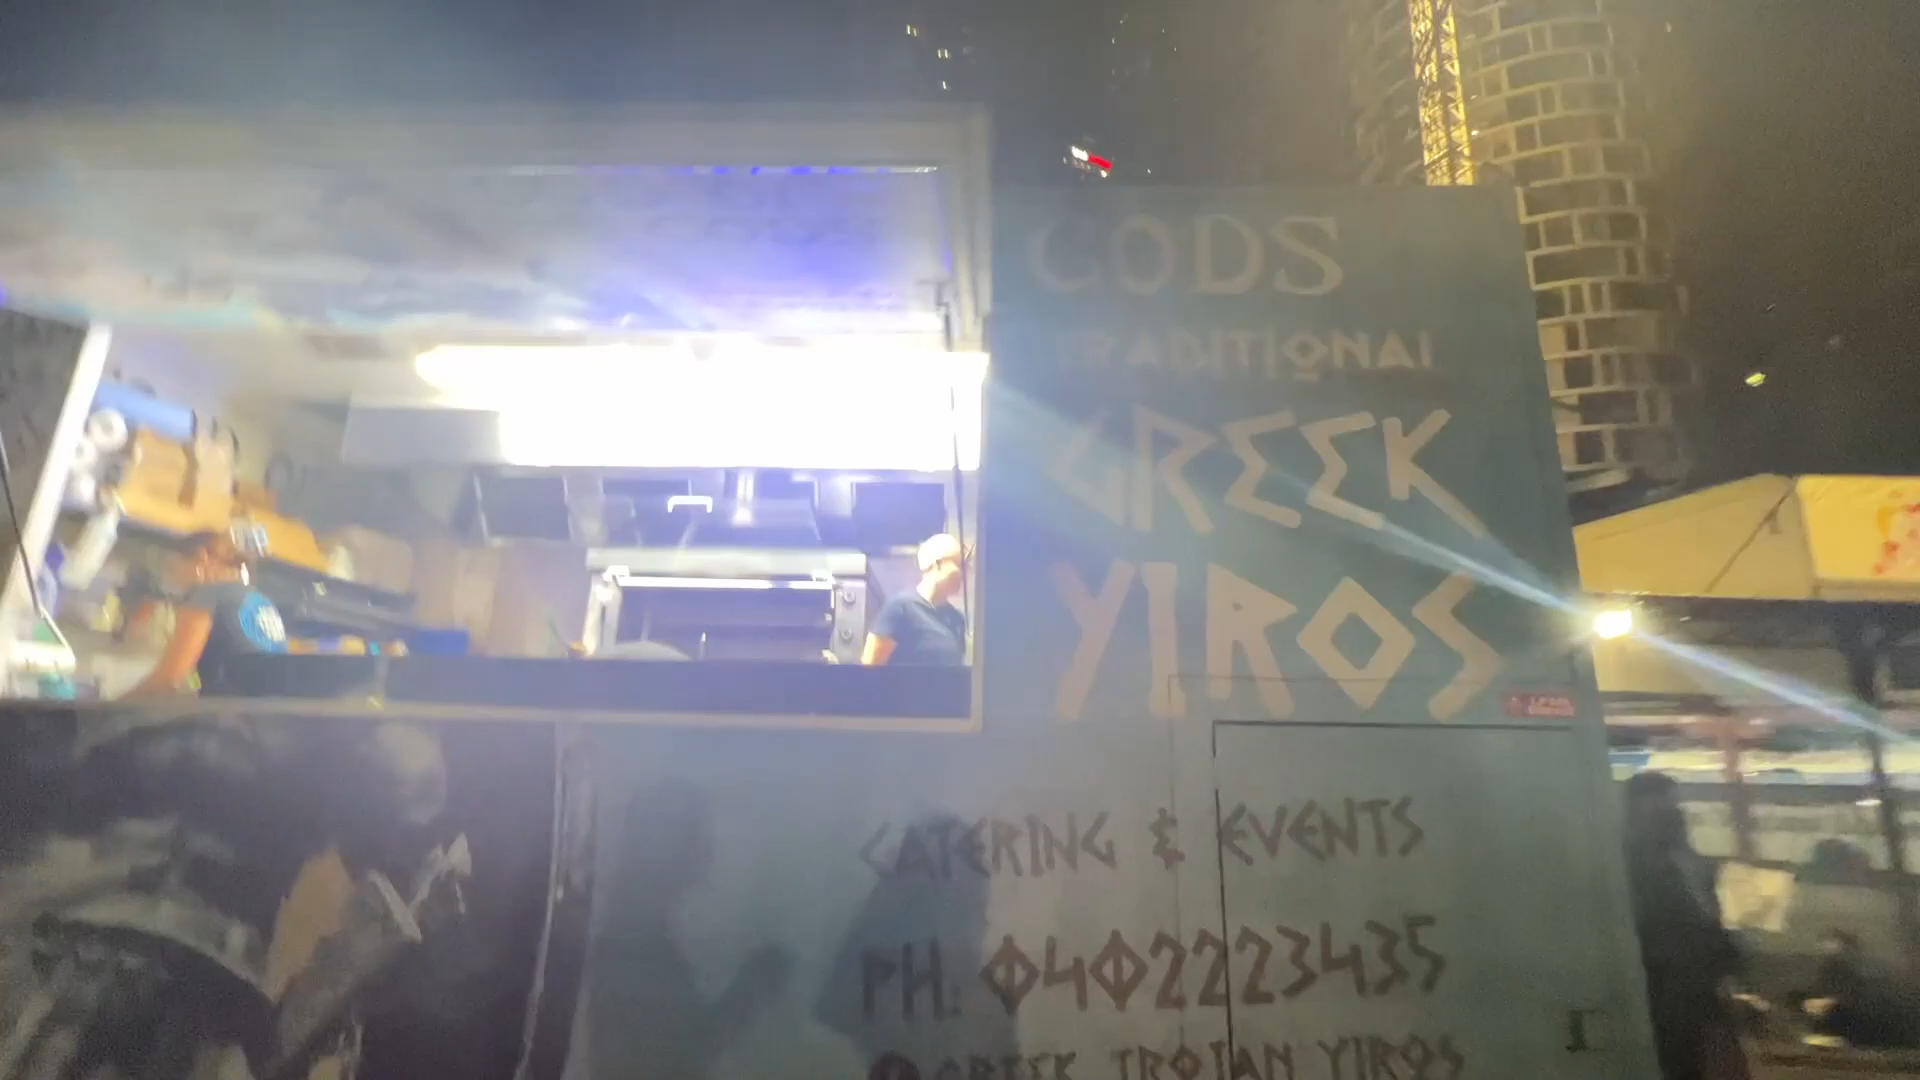 GODS
TRADITIONAL
GREEK
YIROS
CATERING & EVENTS
PH: 0402223435
GREEK TROJAN YIROS